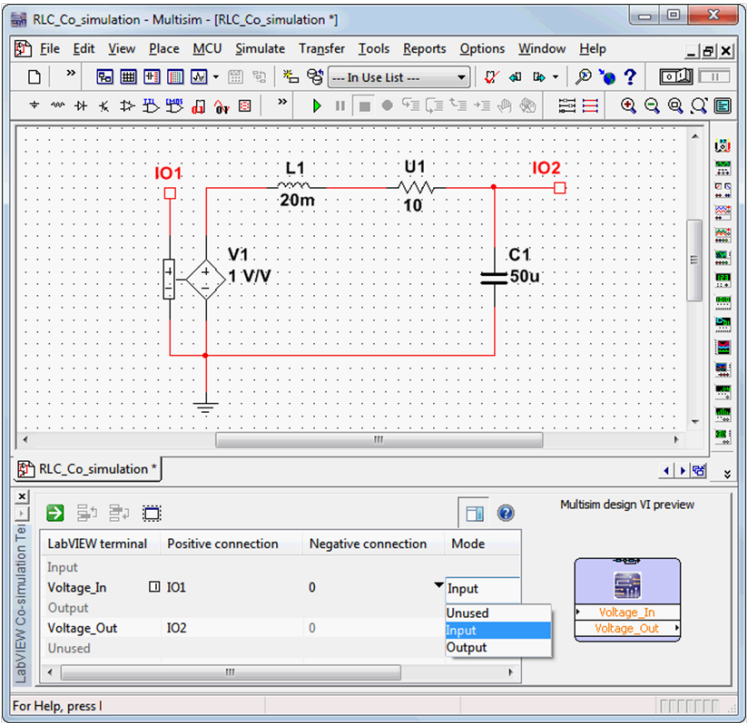 RLC_Co_simulation - Multisim - [RLC_Co_simulation *]
File Edit View Place MCU Simulate Transfer Tools Reports Options Window Help
--- In Use List ---
IO1
L1
U1
IO2
20m
10
V1
1 V/V
C1
50u
RLC_Co_simulation *
LabVIEW Co-simulation Ter
Multisim design VI preview
LabVIEW terminal Positive connection Negative connection Mode
Input
Voltage_In IO1 0 Input
Output
Voltage_Out IO2 0
Unused
Unused
Input
Output
Voltage_In
Voltage_Out
For Help, press